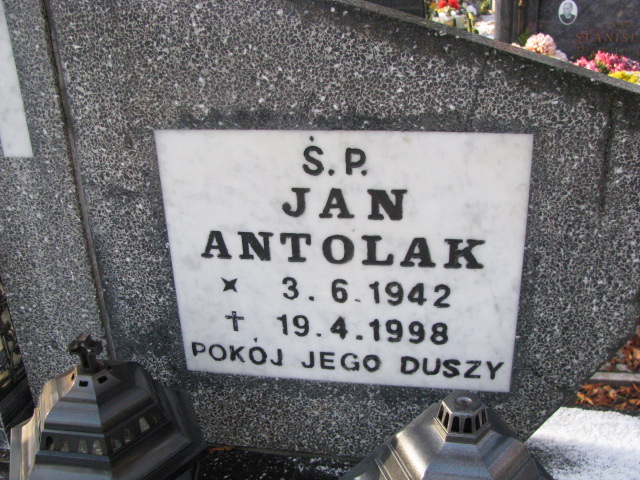 Ś.P.
JAN
ANTOLAK
× 3.6.1942
† 19.4.1998
POKÓJ JEGO DUSZY